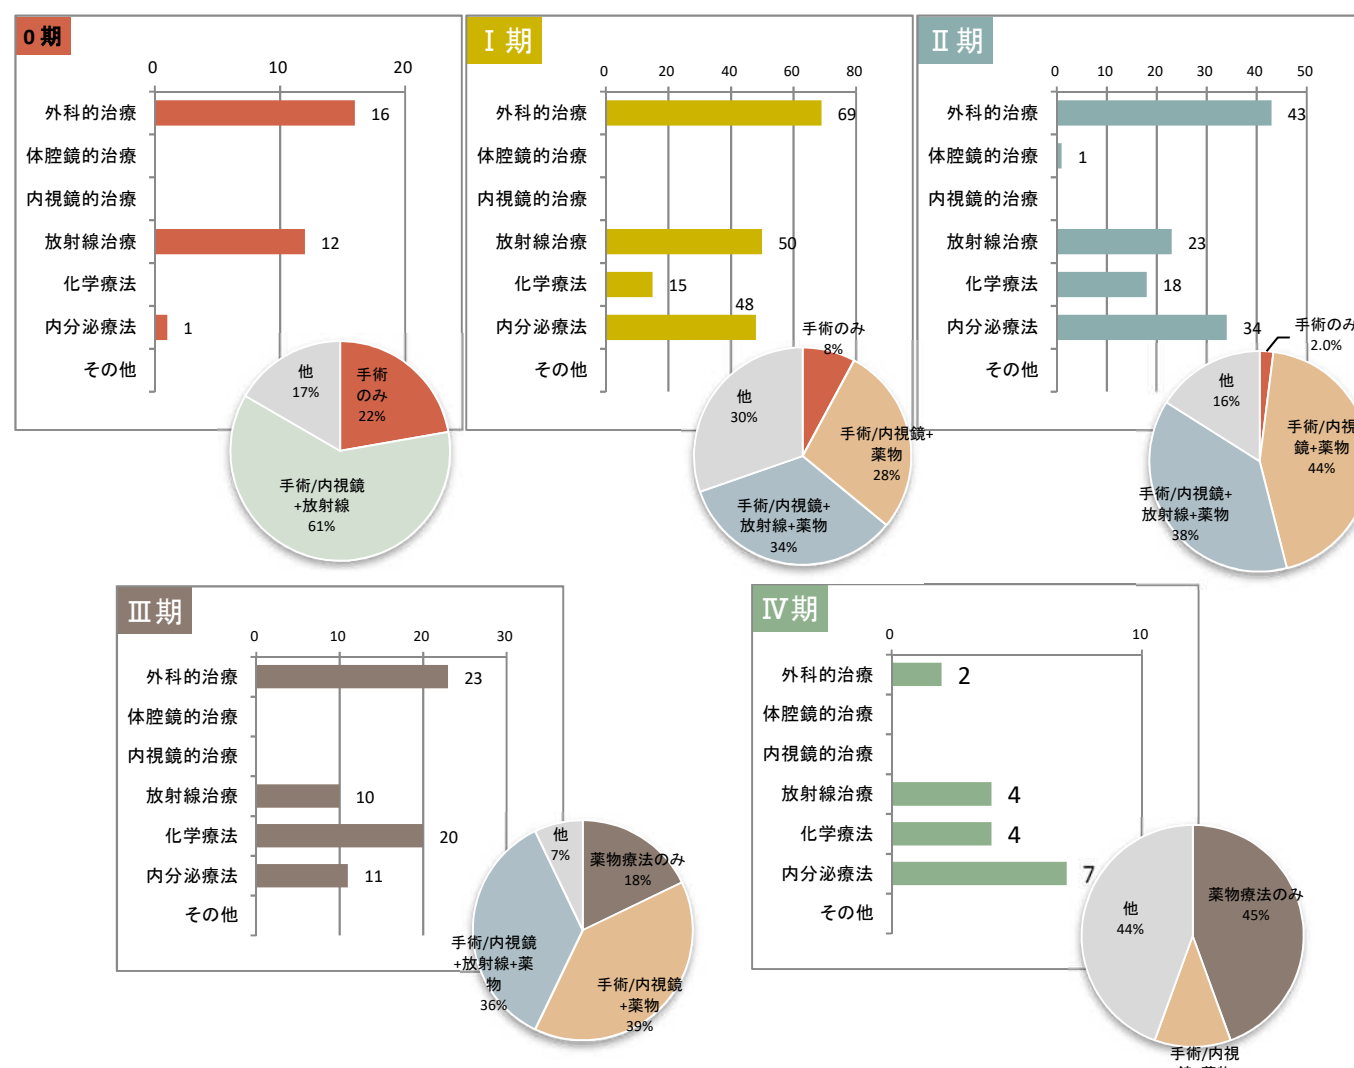 0 期
0 10 20
外科的治療 16
体腔鏡的治療
内視鏡的治療
放射線治療 12
化学療法
内分泌療法 1
その他
他
17%
手術
のみ
22%
手術/内視鏡
+放射線
61%
Ⅰ 期
0 20 40 60 80
外科的治療 69
体腔鏡的治療
内視鏡的治療
放射線治療 50
化学療法 15
内分泌療法 48
その他
手術のみ
8%
他
30%
手術/内視鏡+
薬物
28%
手術/内視鏡+
放射線+薬物
34%
Ⅱ 期
0 10 20 30 40 50
外科的治療 43
体腔鏡的治療 1
内視鏡的治療
放射線治療 23
化学療法 18
内分泌療法 34
その他
手術のみ
2.0%
他
16%
手術/内視
鏡+薬物
44%
手術/内視鏡+
放射線+薬物
38%
Ⅲ 期
0 10 20 30
外科的治療 23
体腔鏡的治療
内視鏡的治療
放射線治療 10
化学療法 20
内分泌療法 11
その他
他
7%
薬物療法のみ
18%
手術/内視鏡
+放射線+薬
物
36%
手術/内視鏡
+薬物
39%
Ⅳ 期
0 10
外科的治療 2
体腔鏡的治療
内視鏡的治療
放射線治療 4
化学療法 4
内分泌療法 7
その他
他
44%
薬物療法のみ
45%
手術/内視